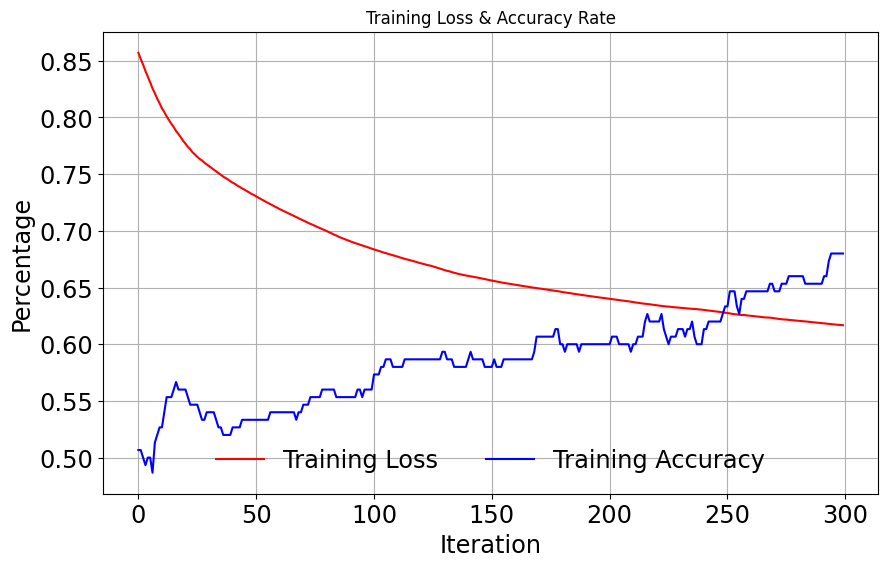 Training Loss & Accuracy Rate
Percentage
0.85
0.80
0.75
0.70
0.65
0.60
0.55
0.50
Training Loss Training Accuracy
0 50 100 150 200 250 300
Iteration